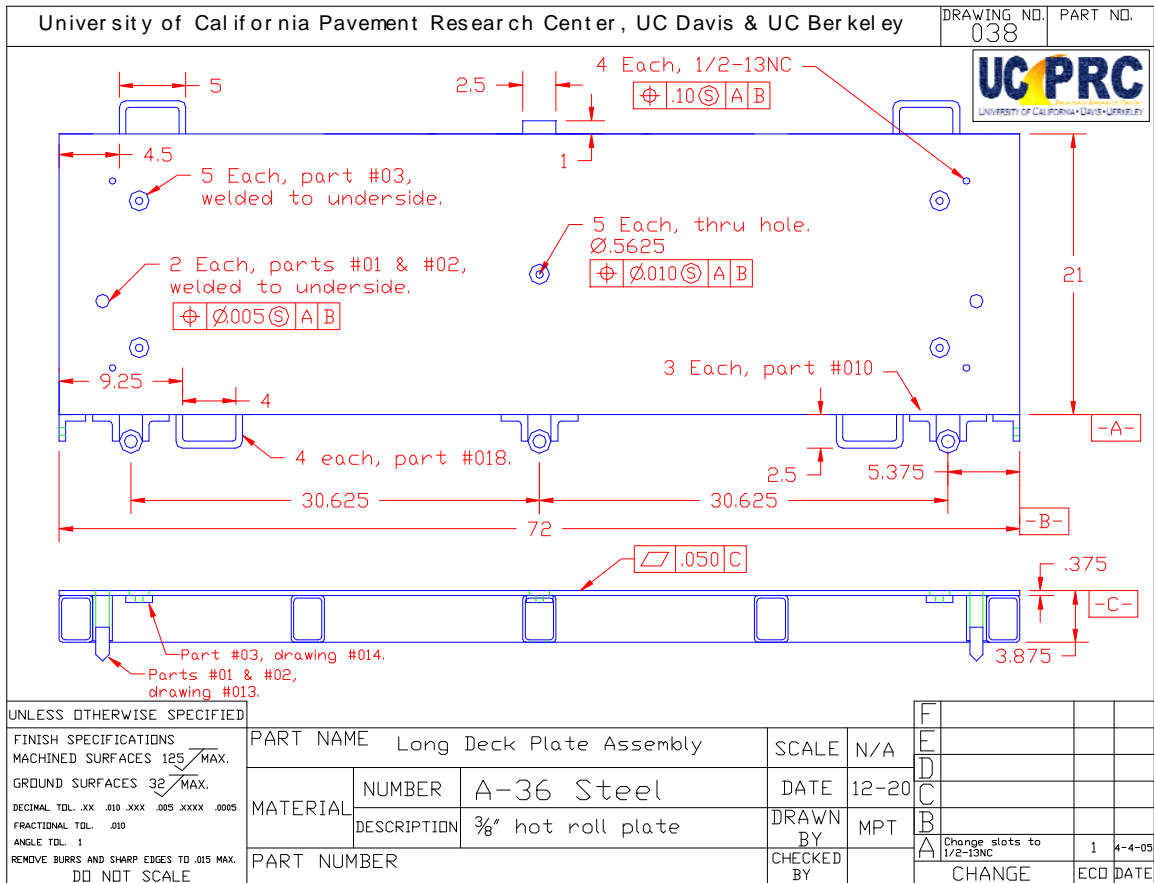 University of California Pavement Research Center, UC Davis & UC Berkeley
DRAWING NO.
038
PART NO.
UCPRC
UNIVERSITY OF CALIFORNIA • DAVIS • BERKELEY
5
2.5
4 Each, 1/2-13NC
⌖ .10 Ⓢ A B
4.5
1
5 Each, part #03,
welded to underside.
5 Each, thru hole.
Ø.5625
⌖ Ø.010 Ⓢ A B
2 Each, parts #01 & #02,
welded to underside.
⌖ Ø.005 Ⓢ A B
21
9.25
4
3 Each, part #010
-A-
4 each, part #018.
2.5
5.375
30.625
30.625
72
-B-
⏥ .050 C
.375
-C-
3.875
Part #03, drawing #014.
Parts #01 & #02,
drawing #013.
UNLESS OTHERWISE SPECIFIED
FINISH SPECIFICATIONS
MACHINED SURFACES 125 MAX.
GROUND SURFACES 32 MAX.
DECIMAL TOL. .XX .010 .XXX .005 .XXXX .0005
FRACTIONAL TOL. .010
ANGLE TOL. 1
REMOVE BURRS AND SHARP EDGES TO .015 MAX.
DO NOT SCALE
PART NAME Long Deck Plate Assembly
MATERIAL
NUMBER A-36 Steel
DESCRIPTION 3/8" hot roll plate
PART NUMBER
SCALE N/A
DATE 12-20
DRAWN
BY
MPT
CHECKED
BY
F
E
D
C
B
A Change slots to
1/2-13NC
1 4-4-05
CHANGE ECO DATE